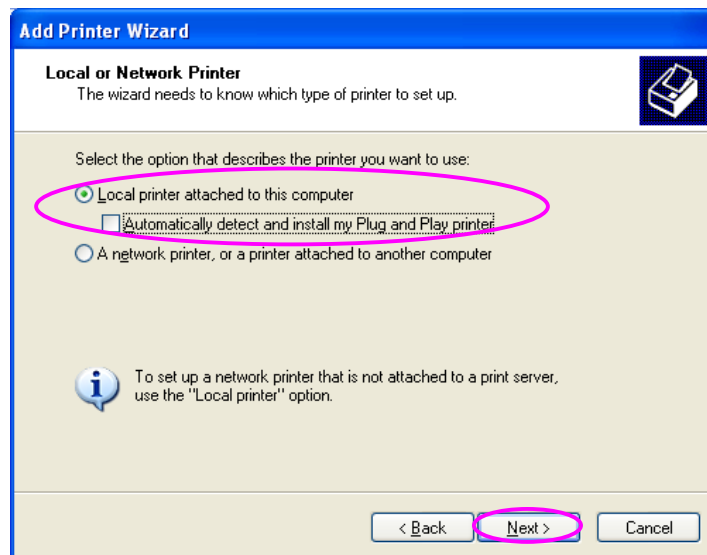 Add Printer Wizard
Local or Network Printer
The wizard needs to know which type of printer to set up.
Select the option that describes the printer you want to use:
Local printer attached to this computer
Automatically detect and install my Plug and Play printer
A network printer, or a printer attached to another computer
To set up a network printer that is not attached to a print server,
use the "Local printer" option.
< Back Next > Cancel